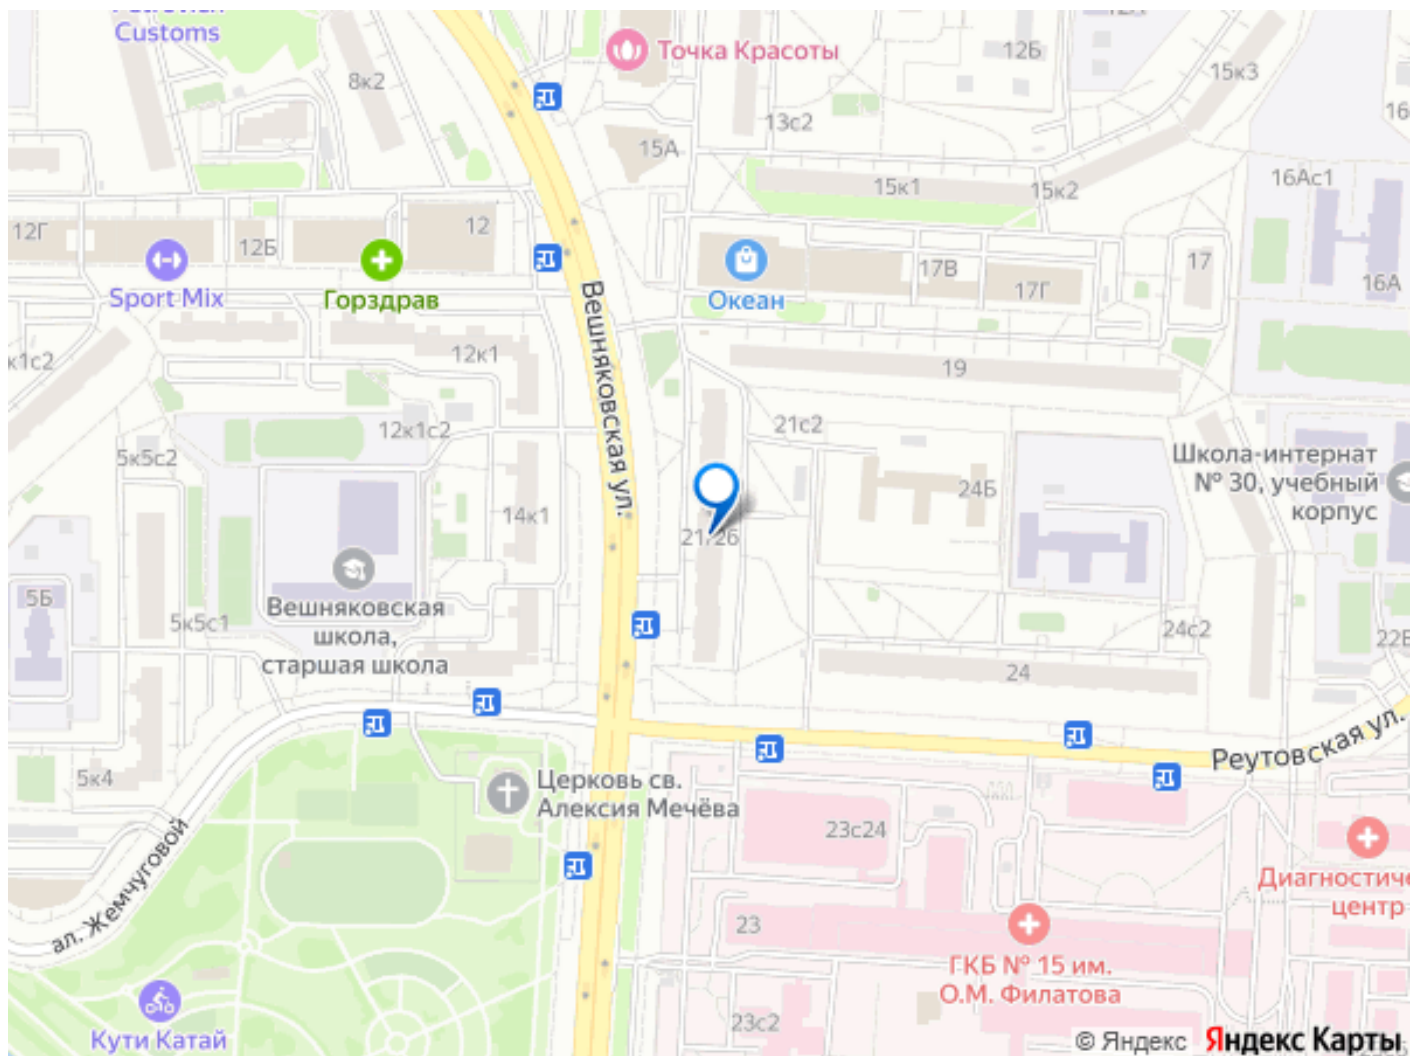 Customs
Точка Красоты
8к2
12Б
15к3
13с2
15А
16Ас1
15к1
15к2
12Г
12
12Б
17В
17
17Г
16А
Sport Mix
Горздрав
Океан
Вешняковская ул.
к1с2
12к1
19
12к1с2
21с2
5к5с2
Школа-интернат
№ 30, учебный
корпус
24Б
14к1
21/26
5Б
Вешняковская
школа,
старшая школа
5к5с1
24с2
22Б
24
Реутовская ул.
5к4
Церковь св.
Алексия Мечёва
23с24
ал. Жемчуговой
23
ГКБ № 15 им.
О.М. Филатова
центр
Кути Катай
23с2
© Яндекс Яндекс Карты